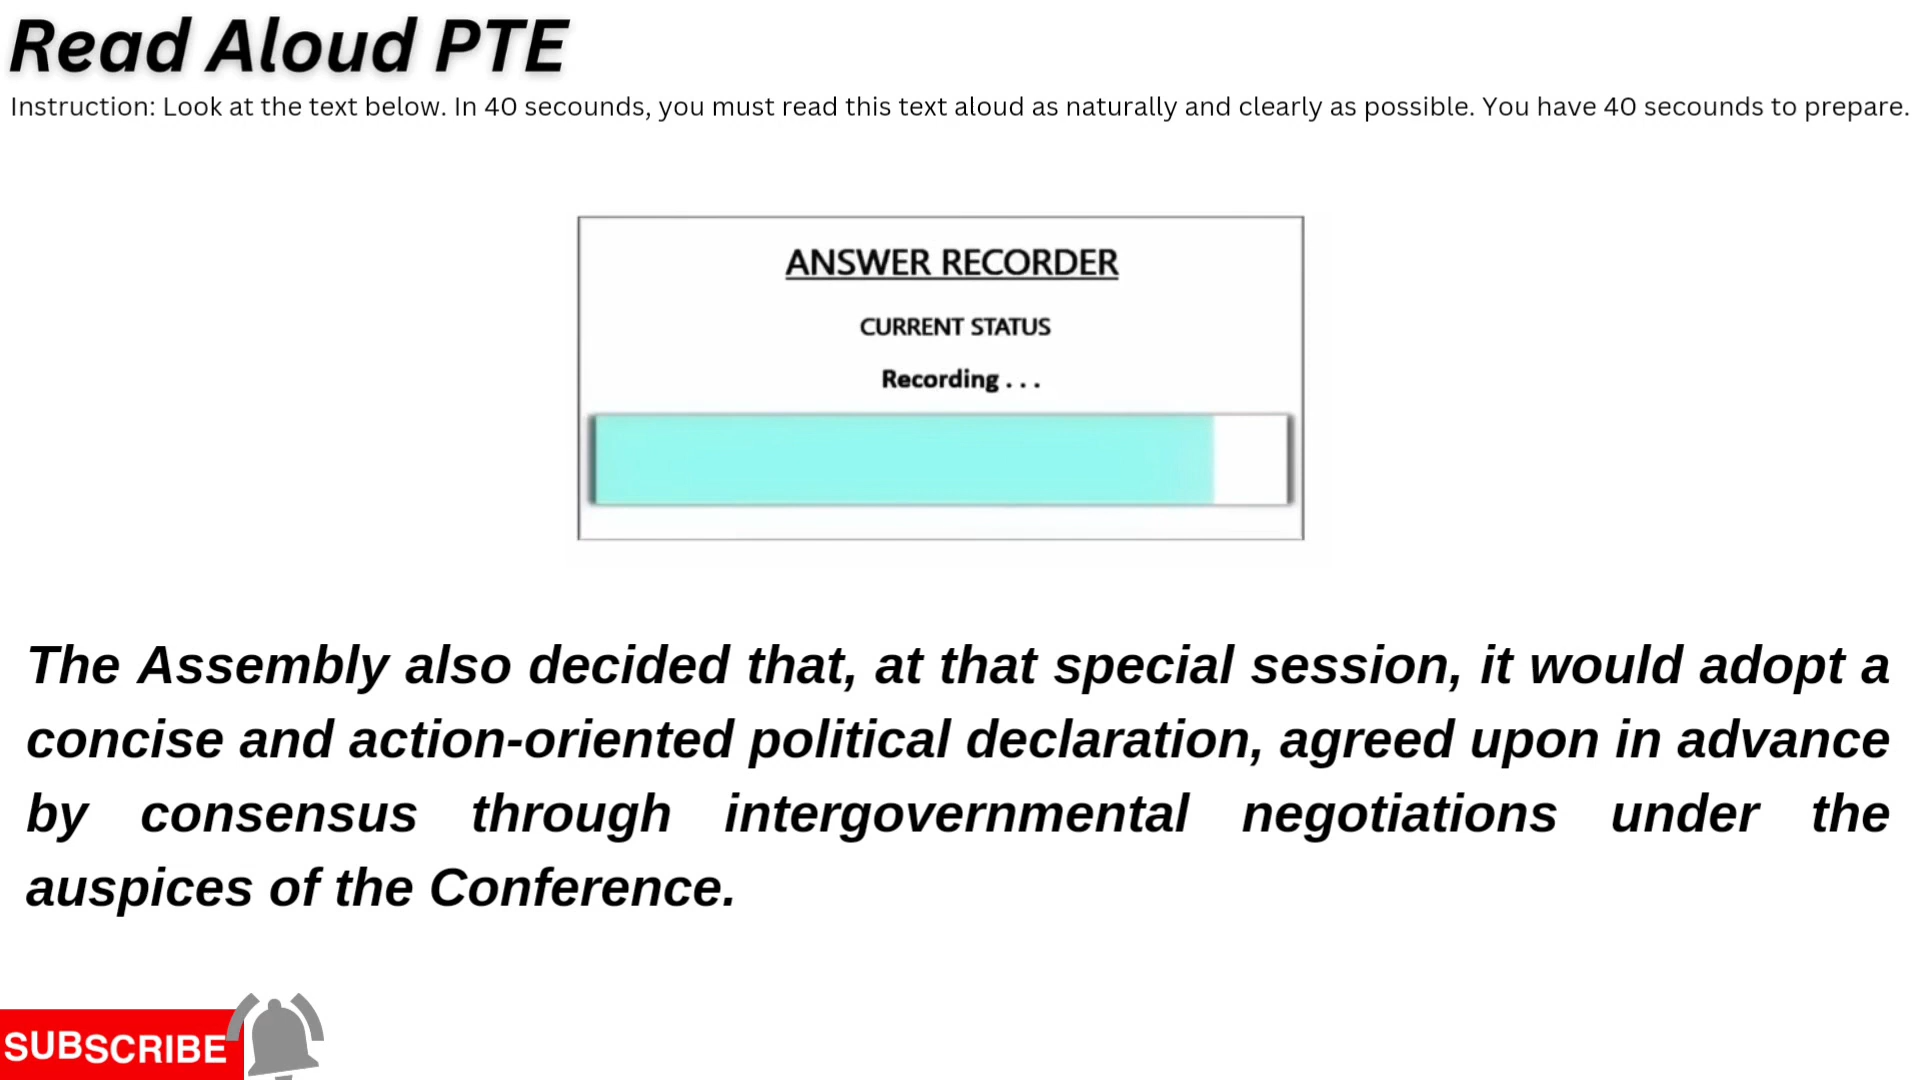 Read Aloud PTE
Instruction: Look at the text below. In 40 secounds, you must read this text aloud as naturally and clearly as possible. You have 40 secounds to prepare.
ANSWER RECORDER
CURRENT STATUS
Recording . . .
The Assembly also decided that, at that special session, it would adopt a
concise and action-oriented political declaration, agreed upon in advance
by consensus through intergovernmental negotiations under the
auspices of the Conference.
SUBSCRIBE